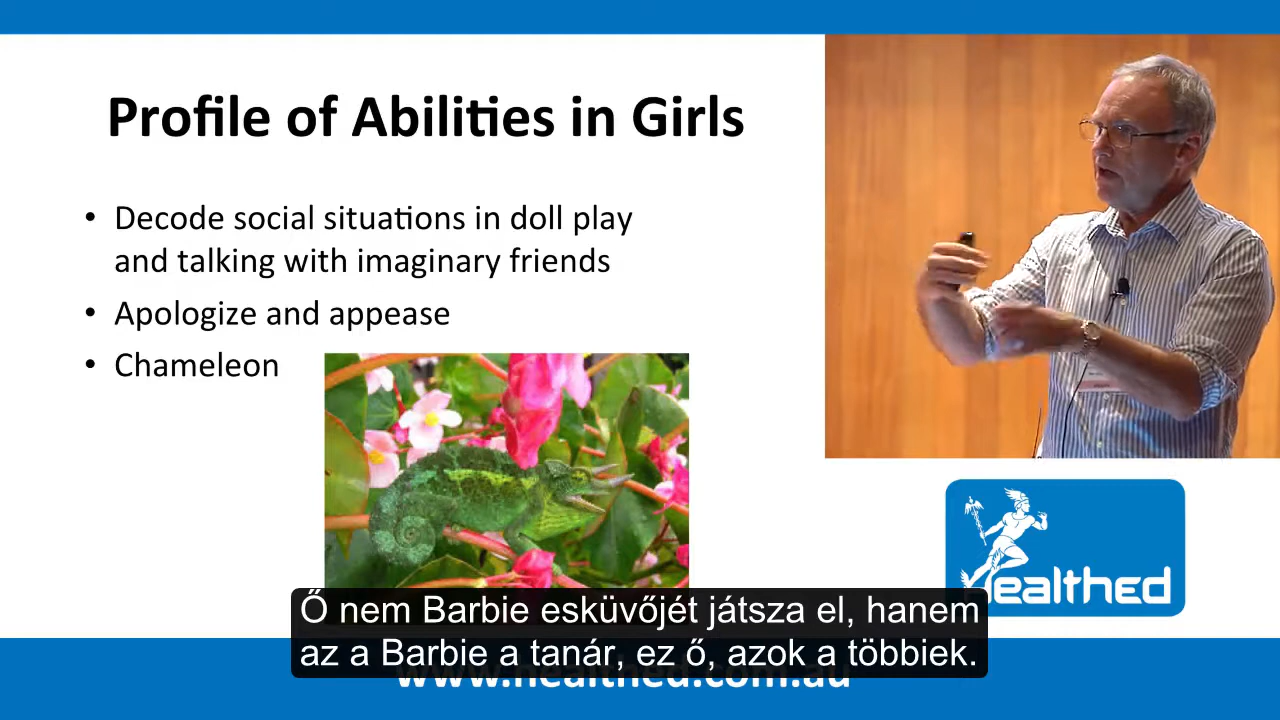 Profile of Abilities in Girls
• Decode social situations in doll play
and talking with imaginary friends
• Apologize and appease
• Chameleon
Healthed
Ő nem Barbie esküvőjét játsza el, hanem
az a Barbie a tanár, ez ő, azok a többiek.
www.healthed.com.au